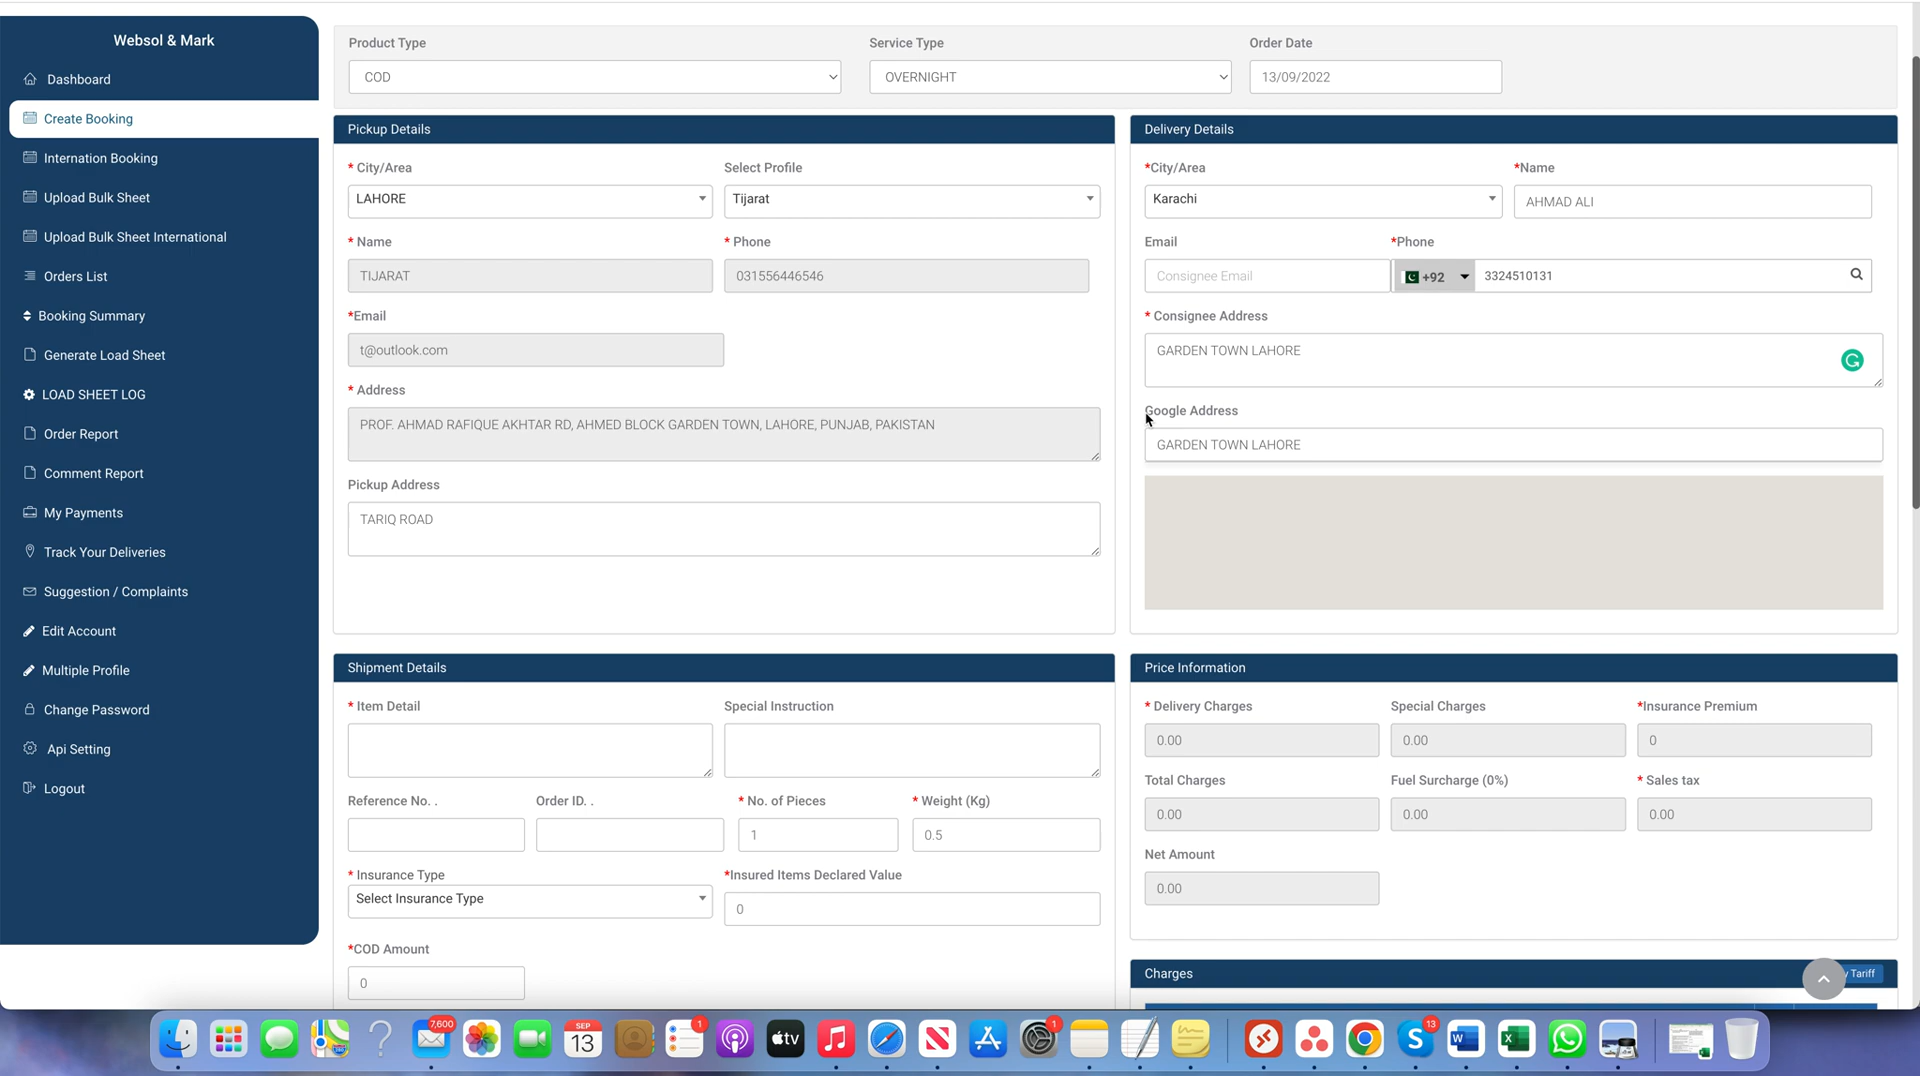 Websol & Mark
Dashboard
Create Booking
Internation Booking
Upload Bulk Sheet
Upload Bulk Sheet International
Orders List
Booking Summary
Generate Load Sheet
LOAD SHEET LOG
Order Report
Comment Report
My Payments
Track Your Deliveries
Suggestion / Complaints
Edit Account
Multiple Profile
Change Password
Api Setting
Logout
Product Type
Service Type
Order Date
COD
OVERNIGHT
13/09/2022
Pickup Details
* City/Area
Select Profile
LAHORE
Tijarat
* Name
* Phone
TIJARAT
031556446546
*Email
t@outlook.com
* Address
PROF. AHMAD RAFIQUE AKHTAR RD, AHMED BLOCK GARDEN TOWN, LAHORE, PUNJAB, PAKISTAN
Pickup Address
TARIQ ROAD
Delivery Details
*City/Area
*Name
Karachi
AHMAD ALI
Email
*Phone
Consignee Email
+92
3324510131
* Consignee Address
GARDEN TOWN LAHORE
Google Address
GARDEN TOWN LAHORE
Shipment Details
* Item Detail
Special Instruction
Reference No. .
Order ID. .
* No. of Pieces
* Weight (Kg)
1
0.5
* Insurance Type
*Insured Items Declared Value
Select Insurance Type
0
*COD Amount
0
Price Information
* Delivery Charges
Special Charges
*Insurance Premium
0.00
0.00
0
Total Charges
Fuel Surcharge (0%)
* Sales tax
0.00
0.00
0.00
Net Amount
0.00
Charges
Tariff
7,600
SEP
13
1
tv
1
13